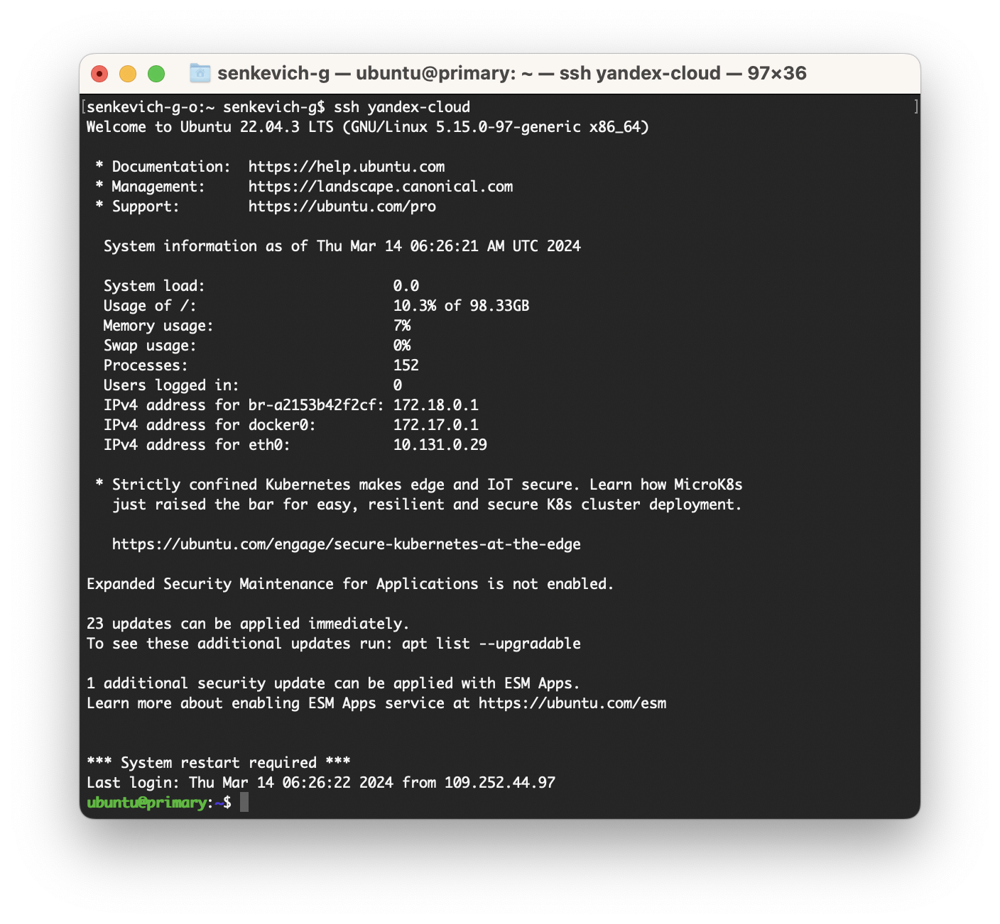 senkevich-g — ubuntu@primary: ~ — ssh yandex-cloud — 97×36
[senkevich-g-o:~ senkevich-g$ ssh yandex-cloud ]
Welcome to Ubuntu 22.04.3 LTS (GNU/Linux 5.15.0-97-generic x86_64)
* Documentation:  https://help.ubuntu.com
* Management:     https://landscape.canonical.com
* Support:        https://ubuntu.com/pro
System information as of Thu Mar 14 06:26:21 AM UTC 2024
System load:                      0.0
Usage of /:                       10.3% of 98.33GB
Memory usage:                     7%
Swap usage:                       0%
Processes:                        152
Users logged in:                  0
IPv4 address for br-a2153b42f2cf: 172.18.0.1
IPv4 address for docker0:         172.17.0.1
IPv4 address for eth0:            10.131.0.29
* Strictly confined Kubernetes makes edge and IoT secure. Learn how MicroK8s
just raised the bar for easy, resilient and secure K8s cluster deployment.
https://ubuntu.com/engage/secure-kubernetes-at-the-edge
Expanded Security Maintenance for Applications is not enabled.
23 updates can be applied immediately.
To see these additional updates run: apt list --upgradable
1 additional security update can be applied with ESM Apps.
Learn more about enabling ESM Apps service at https://ubuntu.com/esm
*** System restart required ***
Last login: Thu Mar 14 06:26:22 2024 from 109.252.44.97
ubuntu@primary:~$